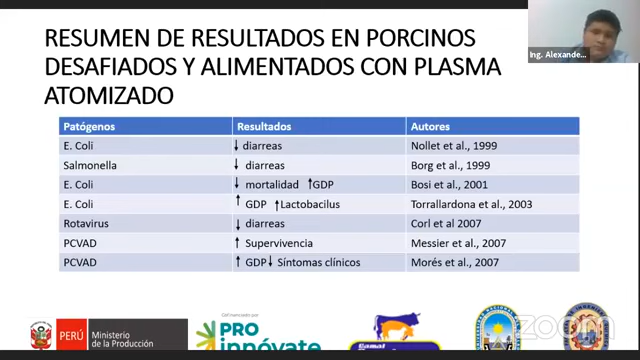 RESUMEN DE RESULTADOS EN PORCINOS
DESAFIADOS Y ALIMENTADOS CON PLASMA
ATOMIZADO
Ing. Alexande...
Patógenos Resultados Autores
E. Coli ↓ diarreas Nollet et al., 1999
Salmonella ↓ diarreas Borg et al., 1999
E. Coli ↓ mortalidad ↑GDP Bosi et al., 2001
E. Coli ↑ GDP ↑Lactobacilus Torrallardona et al., 2003
Rotavirus ↓ diarreas Corl et al 2007
PCVAD ↑ Supervivencia Messier et al., 2007
PCVAD ↑ GDP↓ Síntomas clínicos Morés et al., 2007
PERÚ
Ministerio
de la Producción
Cofinanciado por
PRO
innóvate
zoom